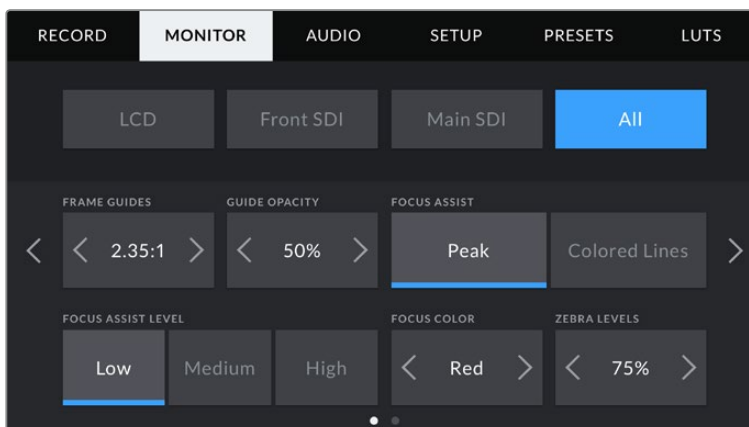 RECORD MONITOR AUDIO SETUP PRESETS LUTS
LCD Front SDI Main SDI All
FRAME GUIDES GUIDE OPACITY FOCUS ASSIST
2.35:1 50% Peak Colored Lines
FOCUS ASSIST LEVEL FOCUS COLOR ZEBRA LEVELS
Low Medium High Red 75%